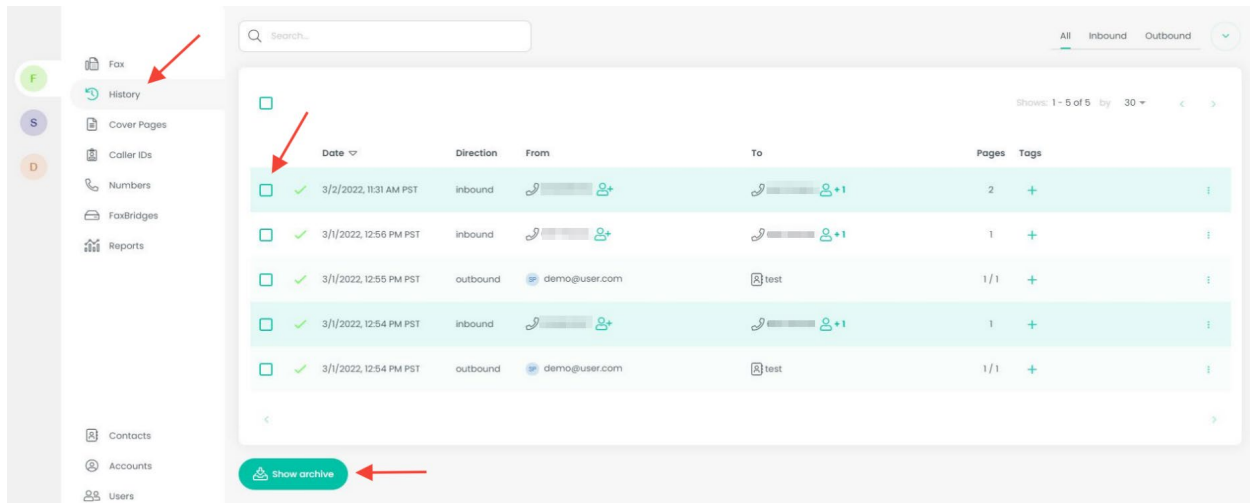 Search...
All Inbound Outbound
F
S
D
Fax
History
Cover Pages
Caller IDs
Numbers
FaxBridges
Reports
Contacts
Accounts
Users
Shows: 1 - 5 of 5 by 30
Date Direction From To Pages Tags
3/2/2022, 11:31 AM PST inbound +1 2 +
3/1/2022, 12:56 PM PST inbound +1 1 +
3/1/2022, 12:55 PM PST outbound SF demo@user.com test 1 / 1 +
3/1/2022, 12:54 PM PST inbound +1 1 +
3/1/2022, 12:54 PM PST outbound SF demo@user.com test 1 / 1 +
Show archive